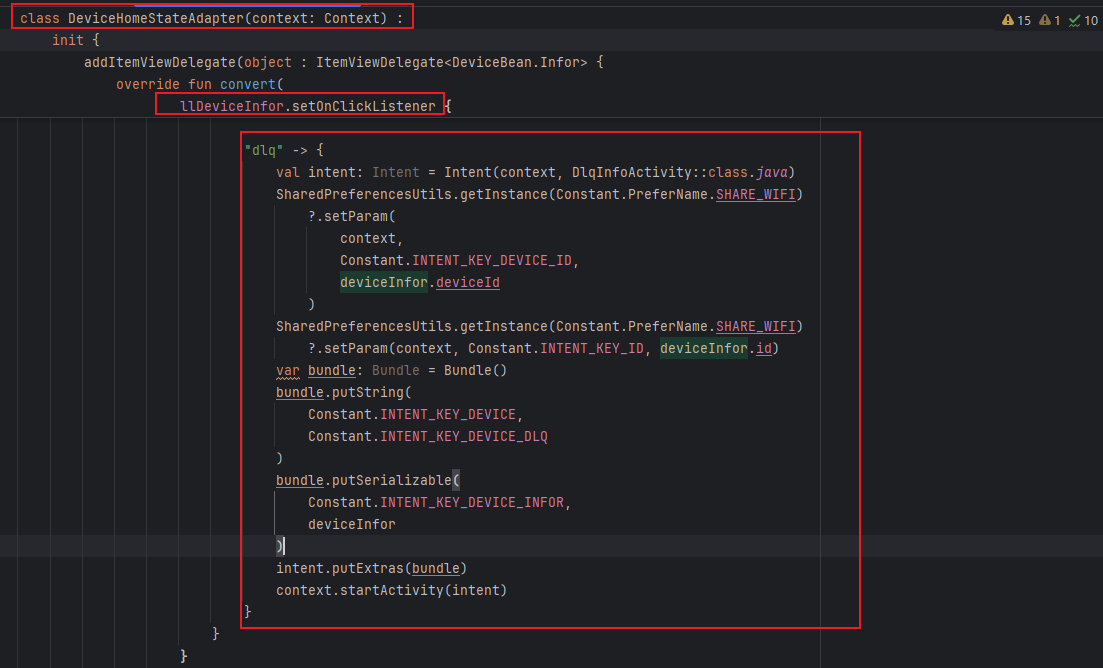 class DeviceHomeStateAdapter(context: Context) :
15 1 10
init {
addItemViewDelegate(object : ItemViewDelegate<DeviceBean.Infor> {
override fun convert(
llDeviceInfor.setOnClickListener {
"dlq" -> {
val intent: Intent = Intent(context, DlqInfoActivity::class.java)
SharedPreferencesUtils.getInstance(Constant.PreferName.SHARE_WIFI)
?.setParam(
context,
Constant.INTENT_KEY_DEVICE_ID,
deviceInfor.deviceId
)
SharedPreferencesUtils.getInstance(Constant.PreferName.SHARE_WIFI)
?.setParam(context, Constant.INTENT_KEY_ID, deviceInfor.id)
var bundle: Bundle = Bundle()
bundle.putString(
Constant.INTENT_KEY_DEVICE,
Constant.INTENT_KEY_DEVICE_DLQ
)
bundle.putSerializable(
Constant.INTENT_KEY_DEVICE_INFOR,
deviceInfor
)
intent.putExtras(bundle)
context.startActivity(intent)
}
}
}